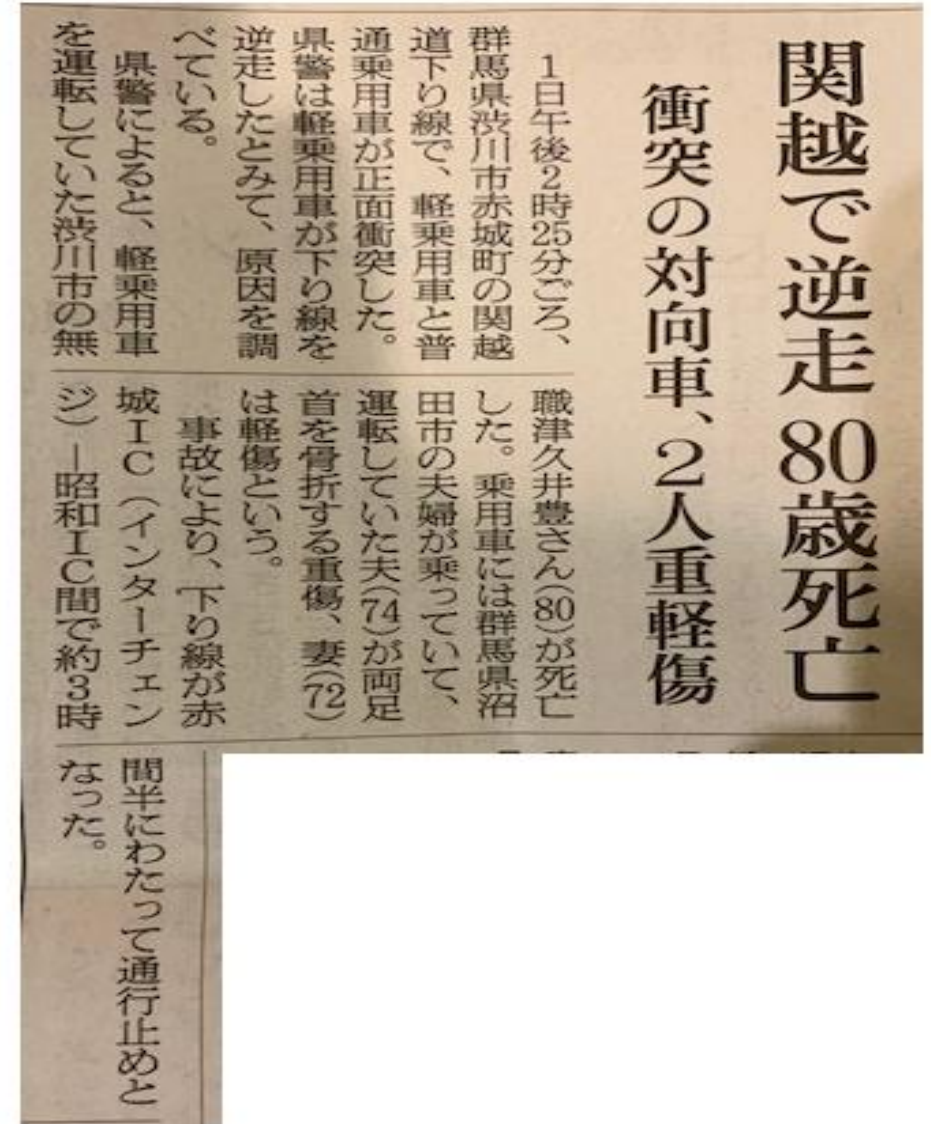 関越で逆走 80歳死亡
衝突の対向車、2人重軽傷
1日午後2時25分ごろ、
群馬県渋川市赤城町の関越
道下り線で、軽乗用車と普
通乗用車が正面衝突した。
県警は軽乗用車が下り線を
逆走したとみて、原因を調
べている。
県警によると、軽乗用車
を運転していた渋川市の無
職津久井豊さん(80)が死亡
した。乗用車には群馬県沼
田市の夫婦が乗っていて、
運転していた夫(74)が両足
首を骨折する重傷、妻(72)
は軽傷という。
事故により、下り線が赤
城IC(インターチェン
ジ)―昭和IC間で約3時
間半にわたって通行止めと
なった。